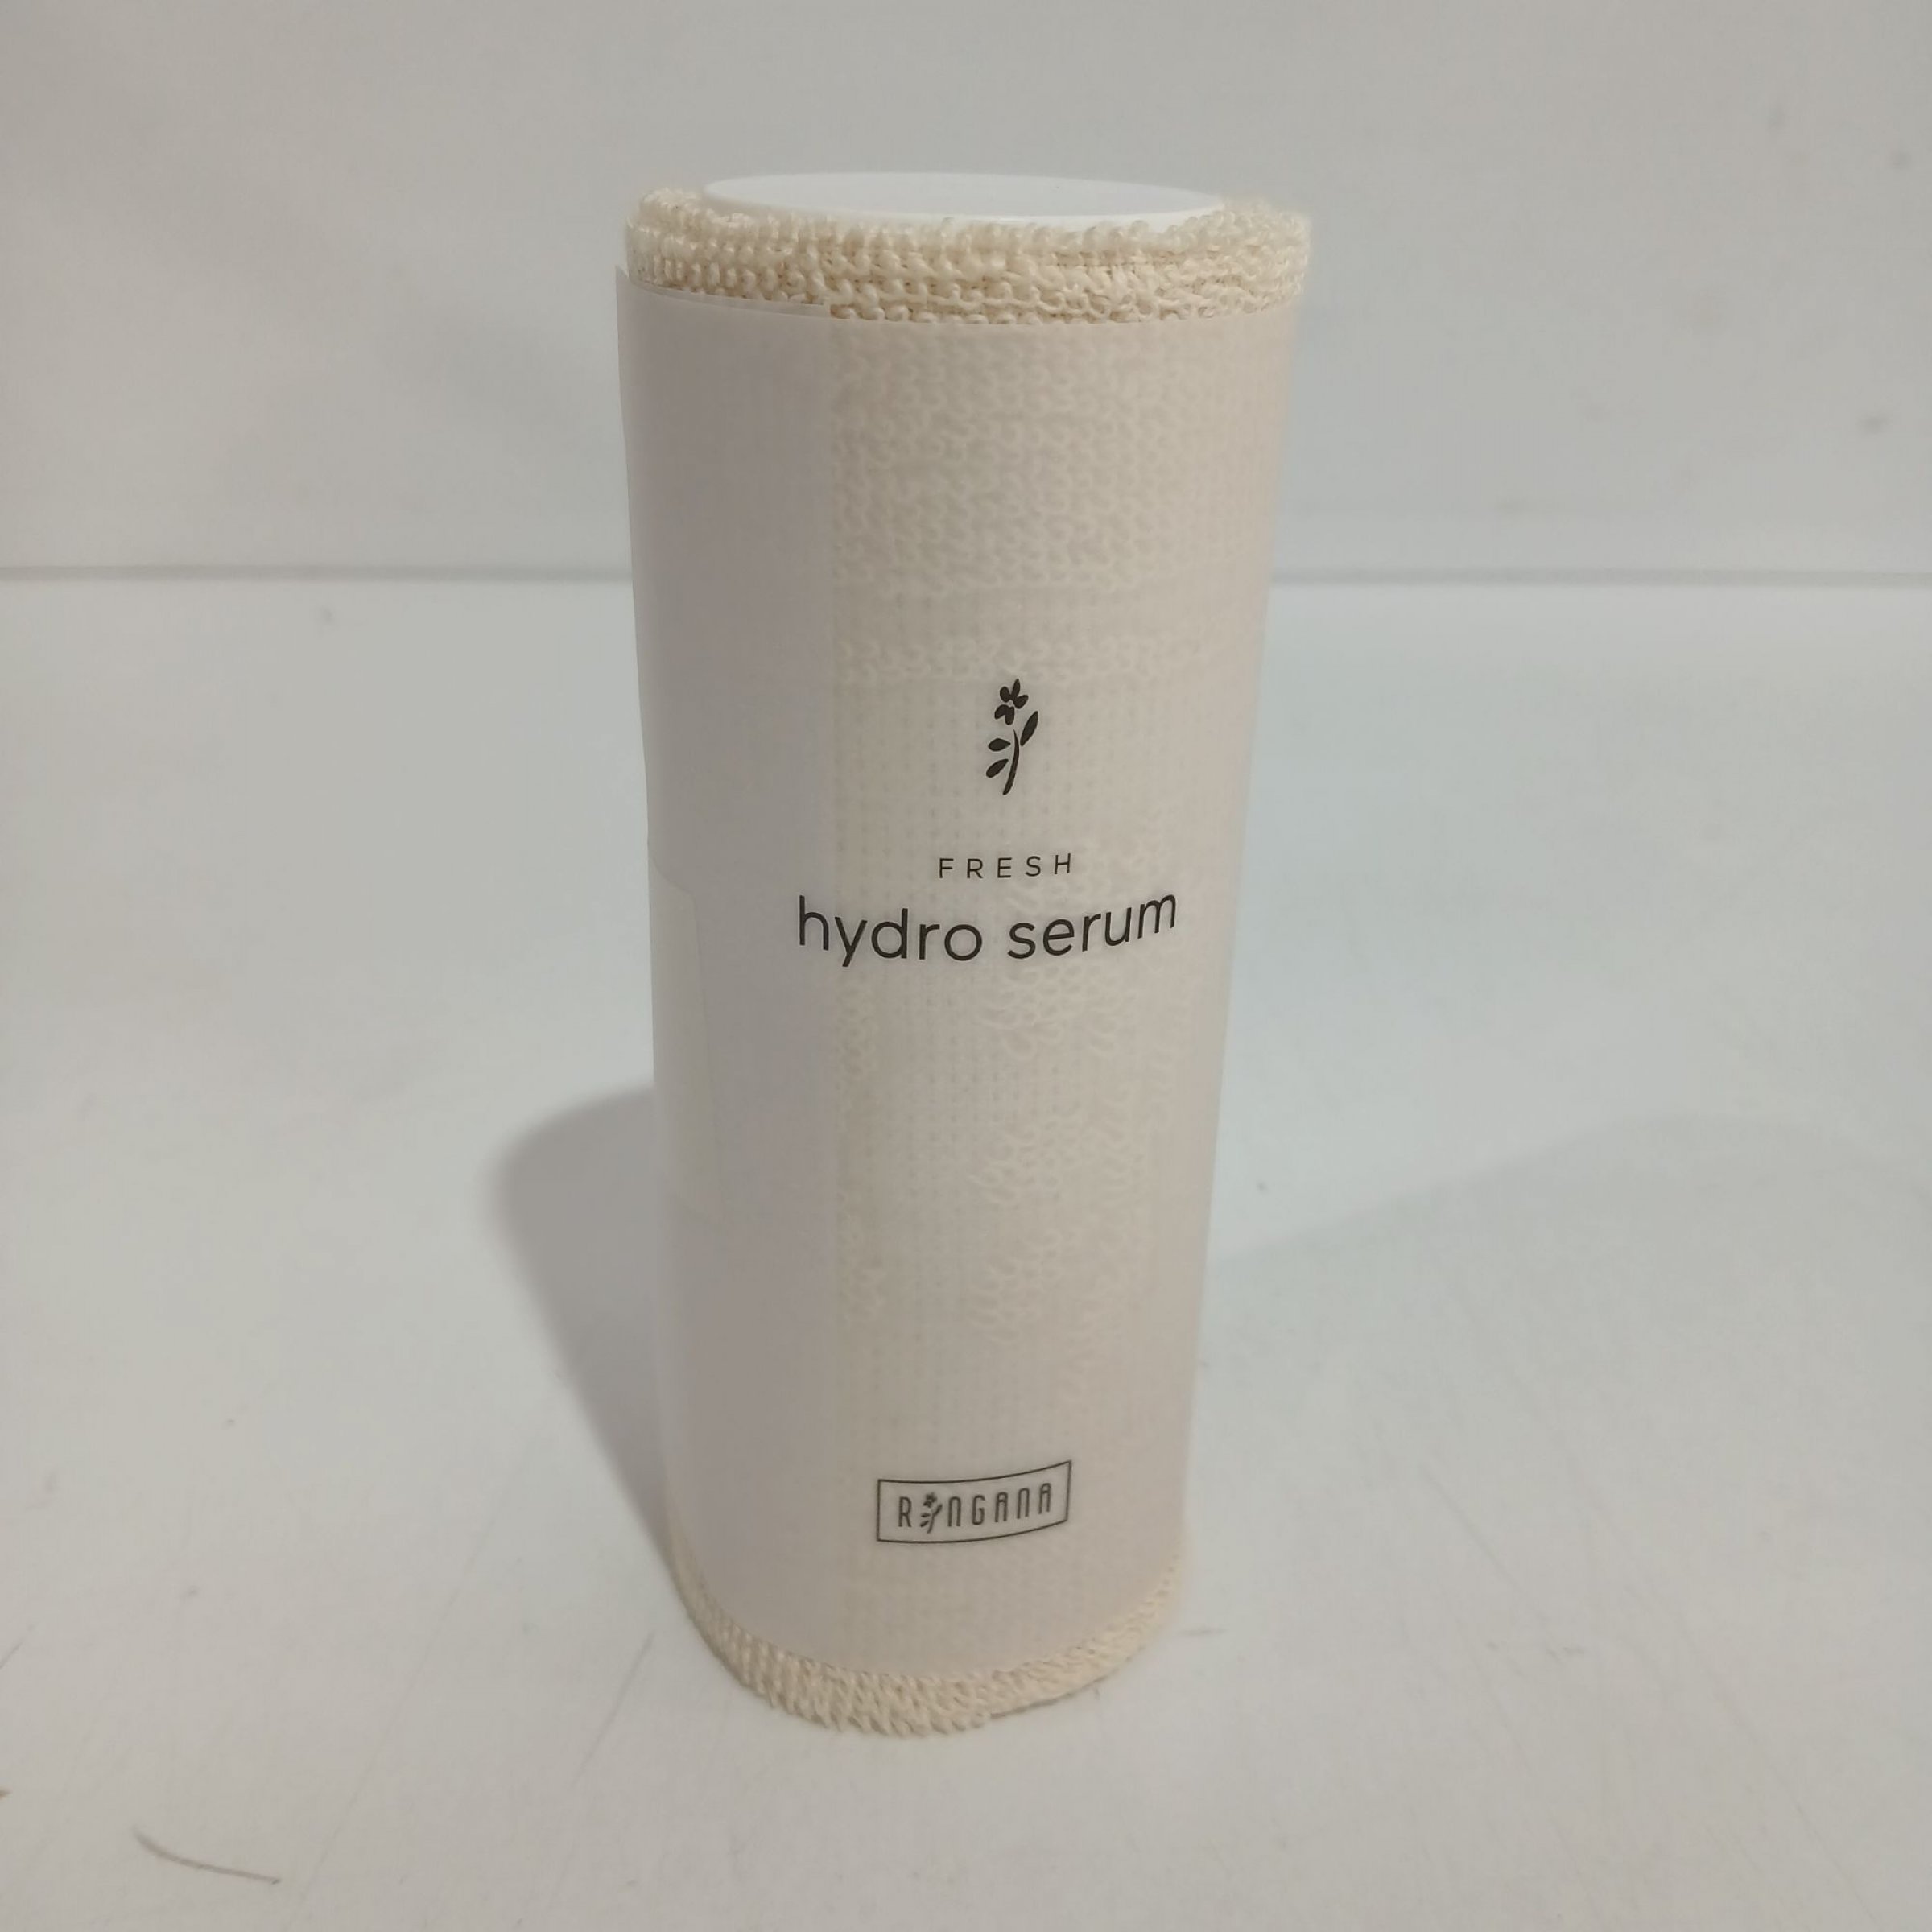 FRESH
hydro serum
RINGANA